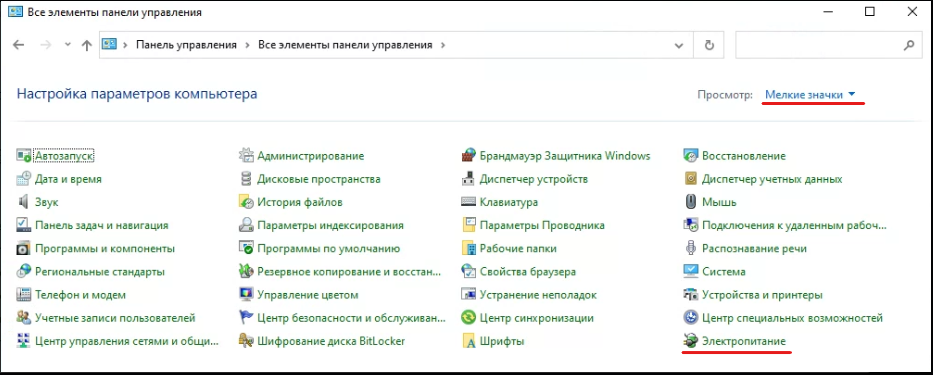 Все элементы панели управления
Панель управления > Все элементы панели управления >
Настройка параметров компьютера
Просмотр: Мелкие значки
Автозапуск
Администрирование
Брандмауэр Защитника Windows
Восстановление
Дата и время
Дисковые пространства
Диспетчер устройств
Диспетчер учетных данных
Звук
История файлов
Клавиатура
Мышь
Панель задач и навигация
Параметры индексирования
Параметры Проводника
Подключения к удаленным рабоч...
Программы и компоненты
Программы по умолчанию
Рабочие папки
Распознавание речи
Региональные стандарты
Резервное копирование и восстан...
Свойства браузера
Система
Телефон и модем
Управление цветом
Устранение неполадок
Устройства и принтеры
Учетные записи пользователей
Центр безопасности и обслуживан...
Центр синхронизации
Центр специальных возможностей
Центр управления сетями и общи...
Шифрование диска BitLocker
Шрифты
Электропитание